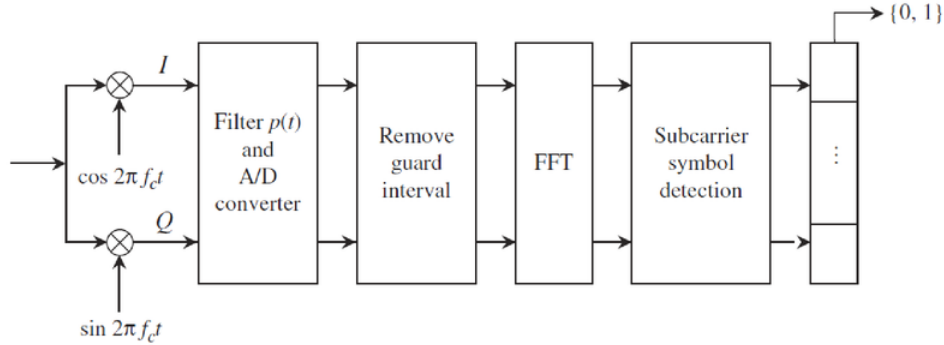 {0, 1}
I
cos 2π f_c t
Q
sin 2π f_c t
Filter p(t)
and
A/D
converter
Remove
guard
interval
FFT
Subcarrier
symbol
detection
⋮